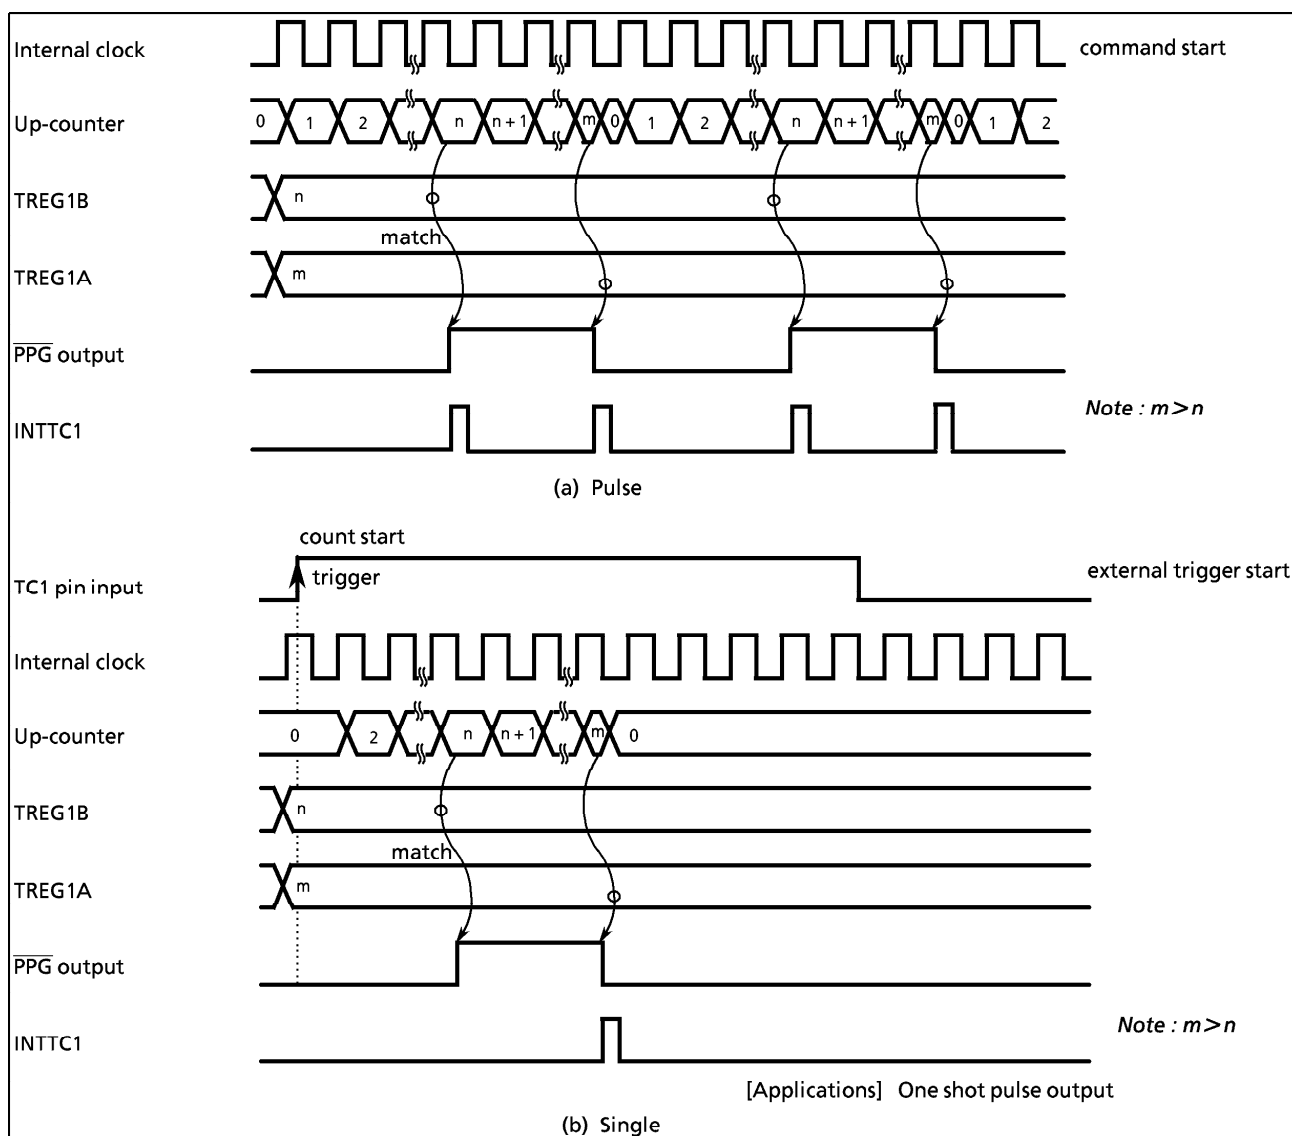 Internal clock
command start
Up-counter
0 1 2 n n + 1 m 0 1 2 n n + 1 m 0 1 2
TREG1B
n
match
TREG1A
m
PPG output
INTTC1
Note : m>n
(a) Pulse
count start
trigger
TC1 pin input
external trigger start
Internal clock
Up-counter
0 2 n n + 1 m 0
TREG1B
n
match
TREG1A
m
PPG output
INTTC1
Note : m>n
[Applications] One shot pulse output
(b) Single